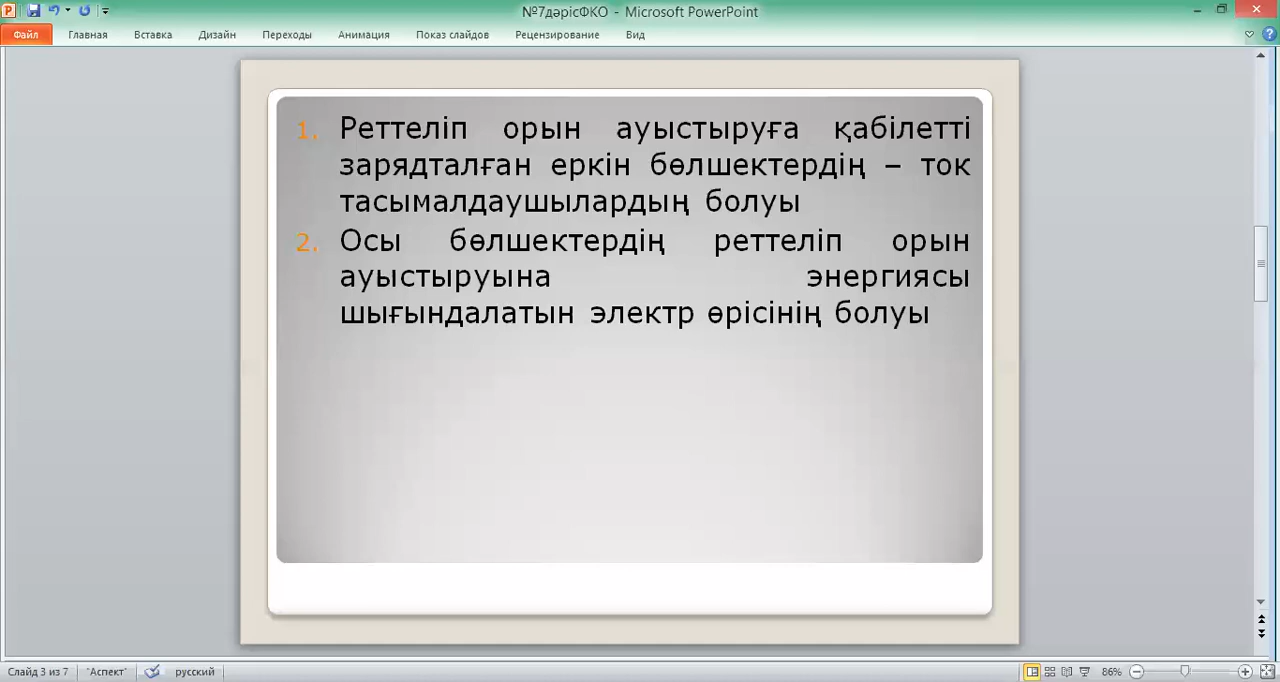 №7дәрісФКО - Microsoft PowerPoint
Файл Главная Вставка Дизайн Переходы Анимация Показ слайдов Рецензирование Вид
1. Реттеліп орын ауыстыруға қабілетті
зарядталған еркін бөлшектердің – ток
тасымалдаушылардың болуы
2. Осы бөлшектердің реттеліп орын
ауыстыруына энергиясы
шығындалатын электр өрісінің болуы
Слайд 3 из 7 "Аспект" русский 86%